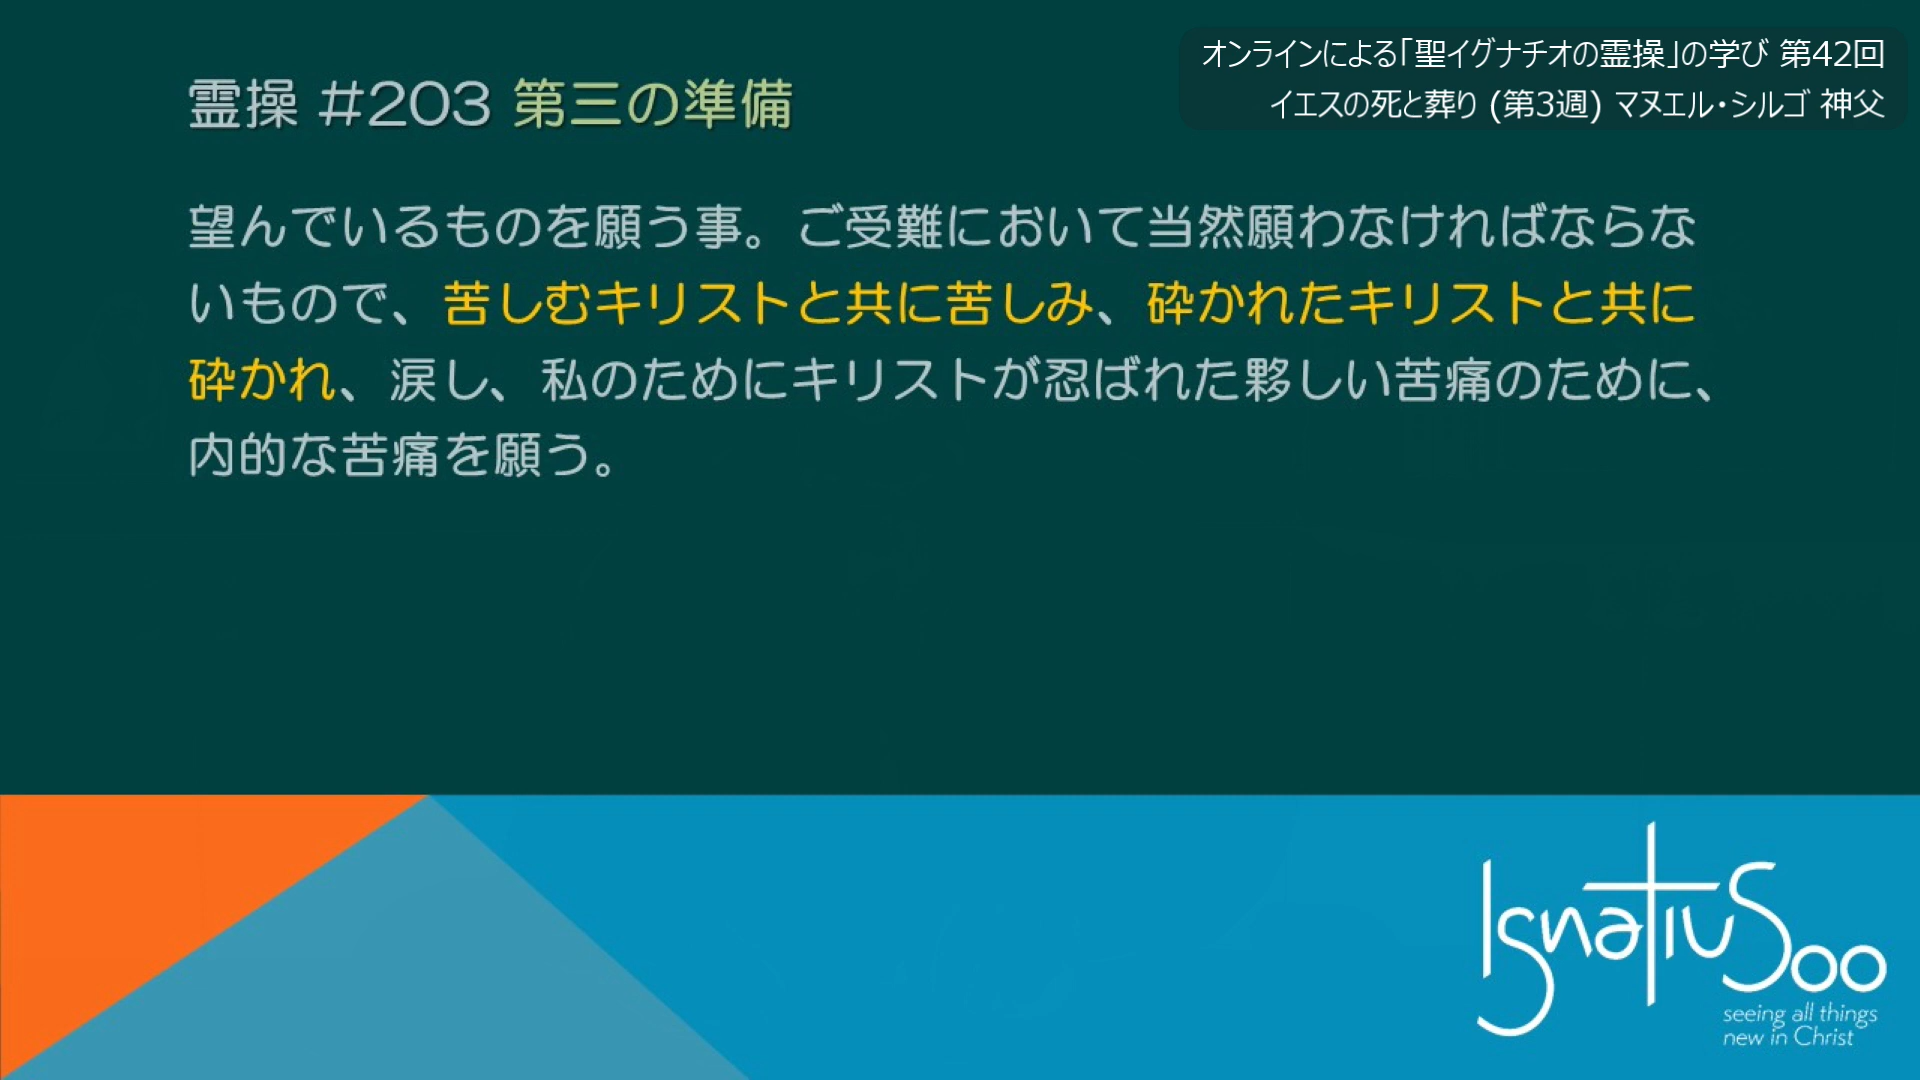 オンラインによる「聖イグナチオの霊操」の学び 第42回
イエスの死と葬り (第3週) マヌエル・シルゴ 神父
霊操 #203 第三の準備
望んでいるものを願う事。ご受難において当然願わなければならな
いもので、苦しむキリストと共に苦しみ、砕かれたキリストと共に
砕かれ、涙し、私のためにキリストが忍ばれた夥しい苦痛のために、
内的な苦痛を願う。
Ignatius500
seeing all things
new in Christ